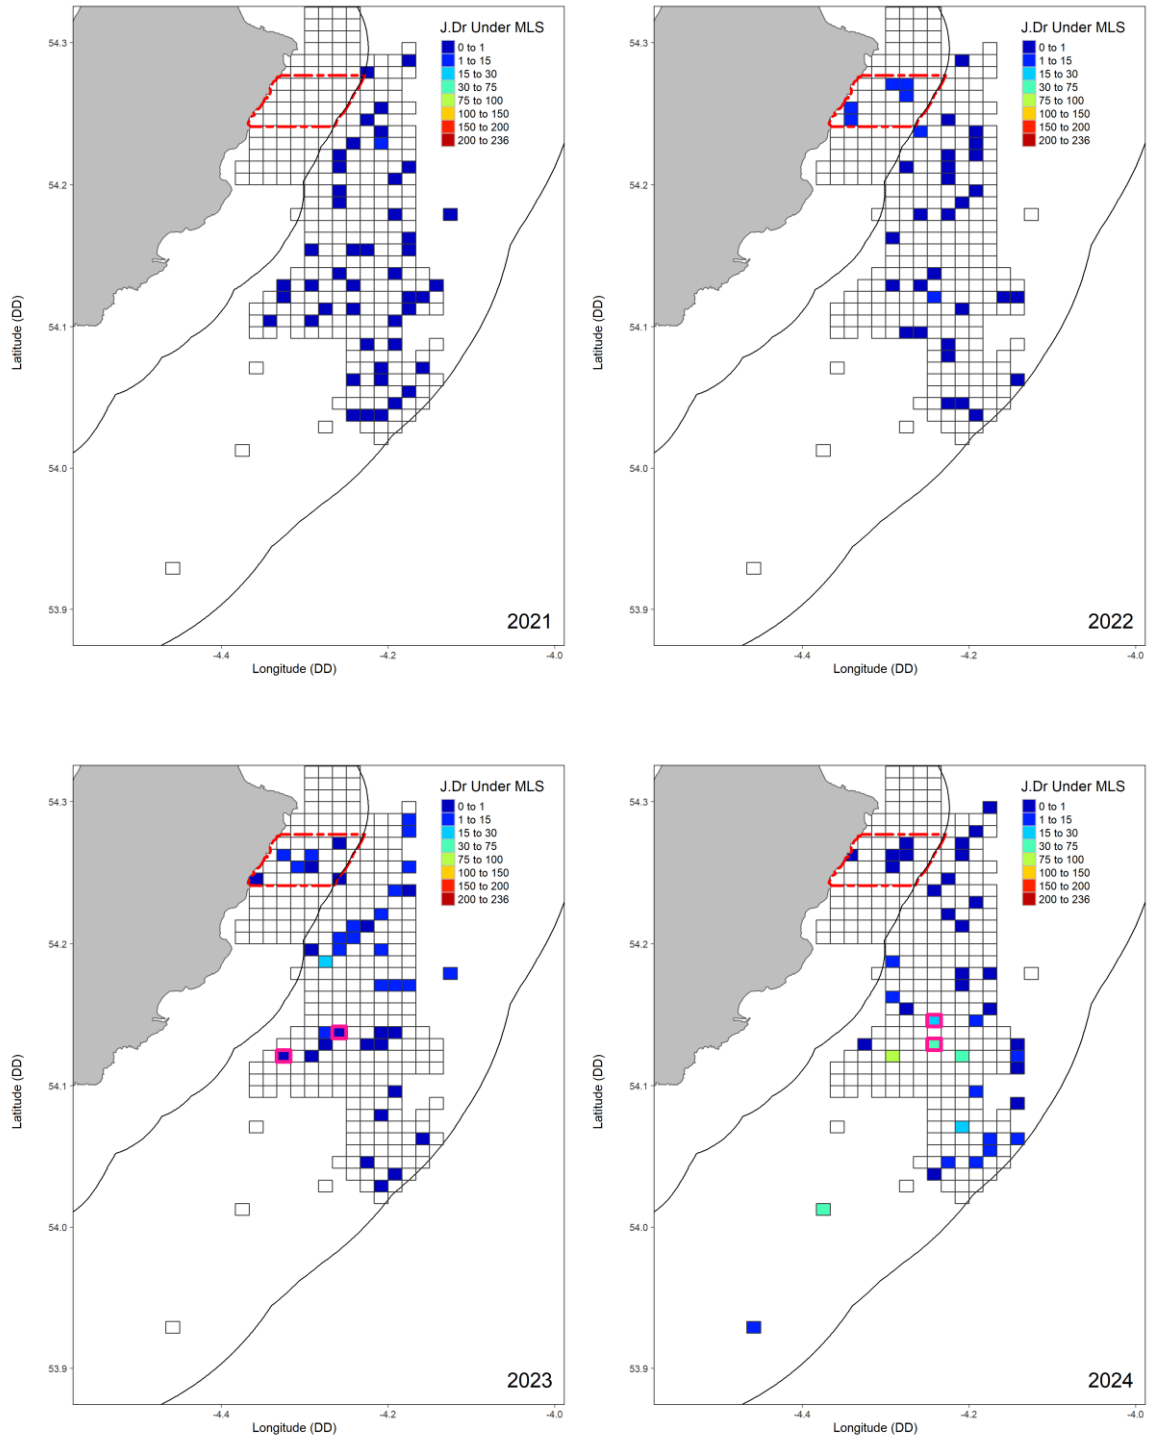 J.Dr Under MLS
0 to 1
1 to 15
15 to 30
30 to 75
75 to 100
100 to 150
150 to 200
200 to 236
54.3
54.2
54.1
54.0
53.9
Latitude (DD)
2021
-4.4
-4.2
-4.0
Longitude (DD)
J.Dr Under MLS
0 to 1
1 to 15
15 to 30
30 to 75
75 to 100
100 to 150
150 to 200
200 to 236
54.3
54.2
54.1
54.0
53.9
Latitude (DD)
2022
-4.4
-4.2
-4.0
Longitude (DD)
J.Dr Under MLS
0 to 1
1 to 15
15 to 30
30 to 75
75 to 100
100 to 150
150 to 200
200 to 236
54.3
54.2
54.1
54.0
53.9
Latitude (DD)
2023
-4.4
-4.2
-4.0
Longitude (DD)
J.Dr Under MLS
0 to 1
1 to 15
15 to 30
30 to 75
75 to 100
100 to 150
150 to 200
200 to 236
54.3
54.2
54.1
54.0
53.9
Latitude (DD)
2024
-4.4
-4.2
-4.0
Longitude (DD)